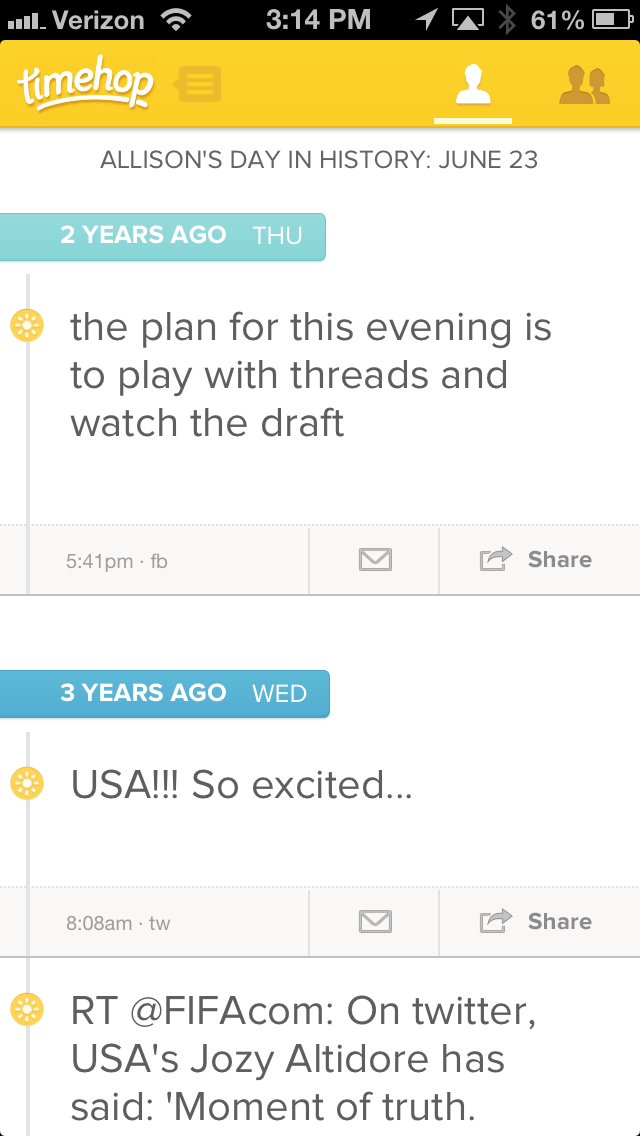 Verizon 3:14 PM 61%
timehop
ALLISON'S DAY IN HISTORY: JUNE 23
2 YEARS AGO THU
the plan for this evening is
to play with threads and
watch the draft
5:41pm · fb Share
3 YEARS AGO WED
USA!!! So excited...
8:08am · tw Share
RT @FIFAcom: On twitter,
USA's Jozy Altidore has
said: 'Moment of truth.